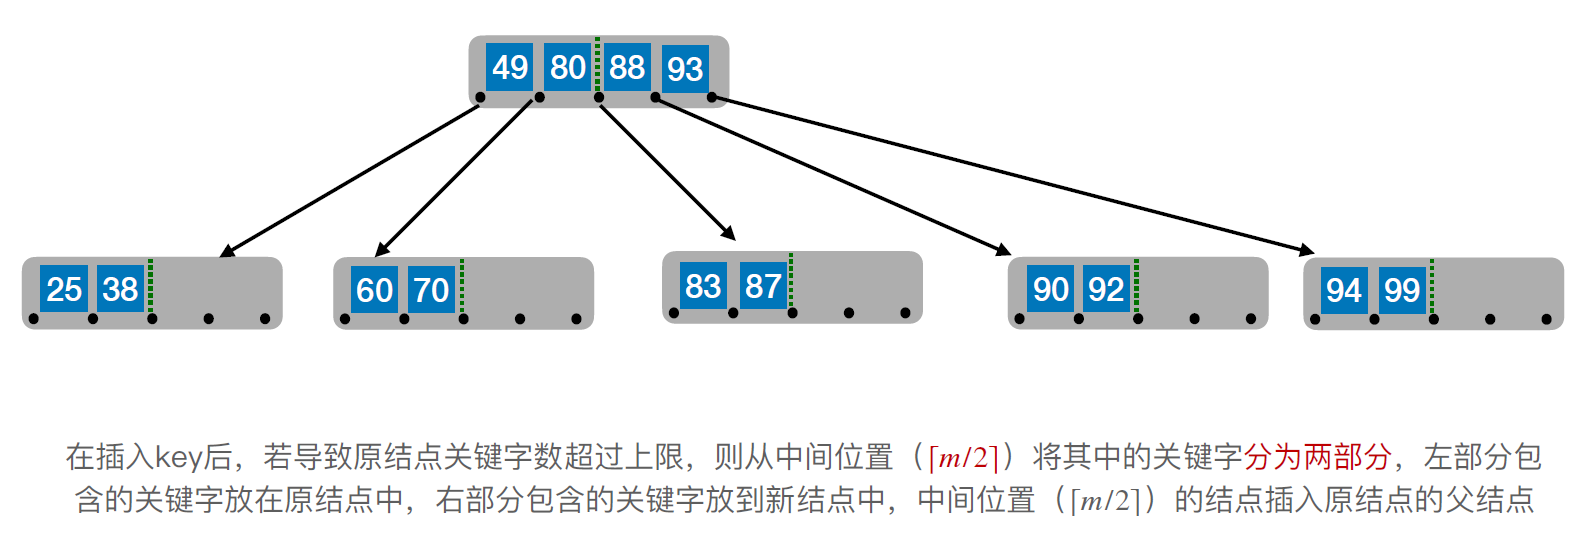 49 80 88 93
25 38 60 70 83 87 90 92 94 99
在插入key后，若导致原结点关键字数超过上限，则从中间位置（⌈m/2⌉）将其中的关键字分为两部分，左部分包
含的关键字放在原结点中，右部分包含的关键字放到新结点中，中间位置（⌈m/2⌉）的结点插入原结点的父结点